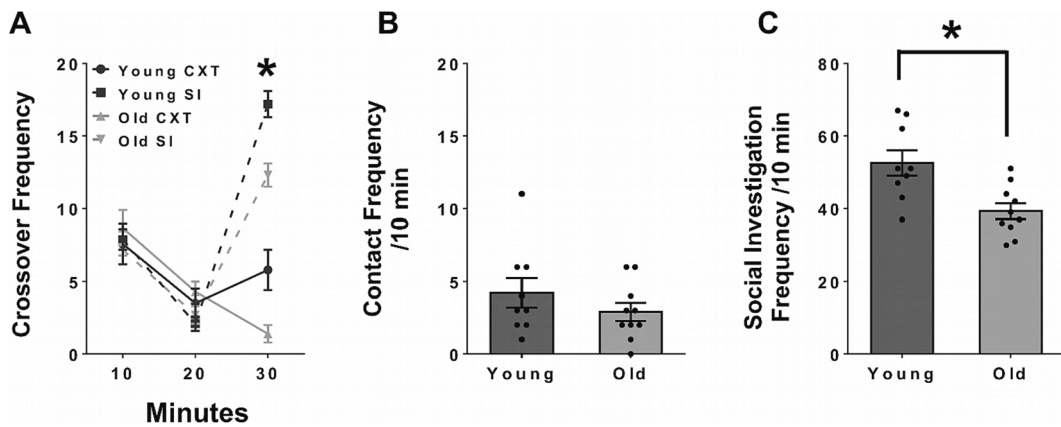 A
Crossover Frequency
20
15
10
5
0
Young CXT
Young SI
Old CXT
Old SI
*
10 20 30
Minutes
B
Contact Frequency
/10 min
20
15
10
5
0
Young Old
C
Social Investigation
Frequency /10 min
80
60
40
20
0
*
Young Old